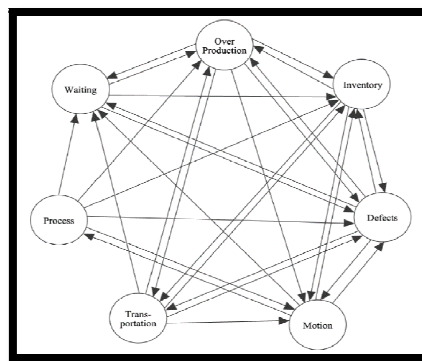 Over
Production
Waiting
Inventory
Process
Defects
Trans-
portation
Motion